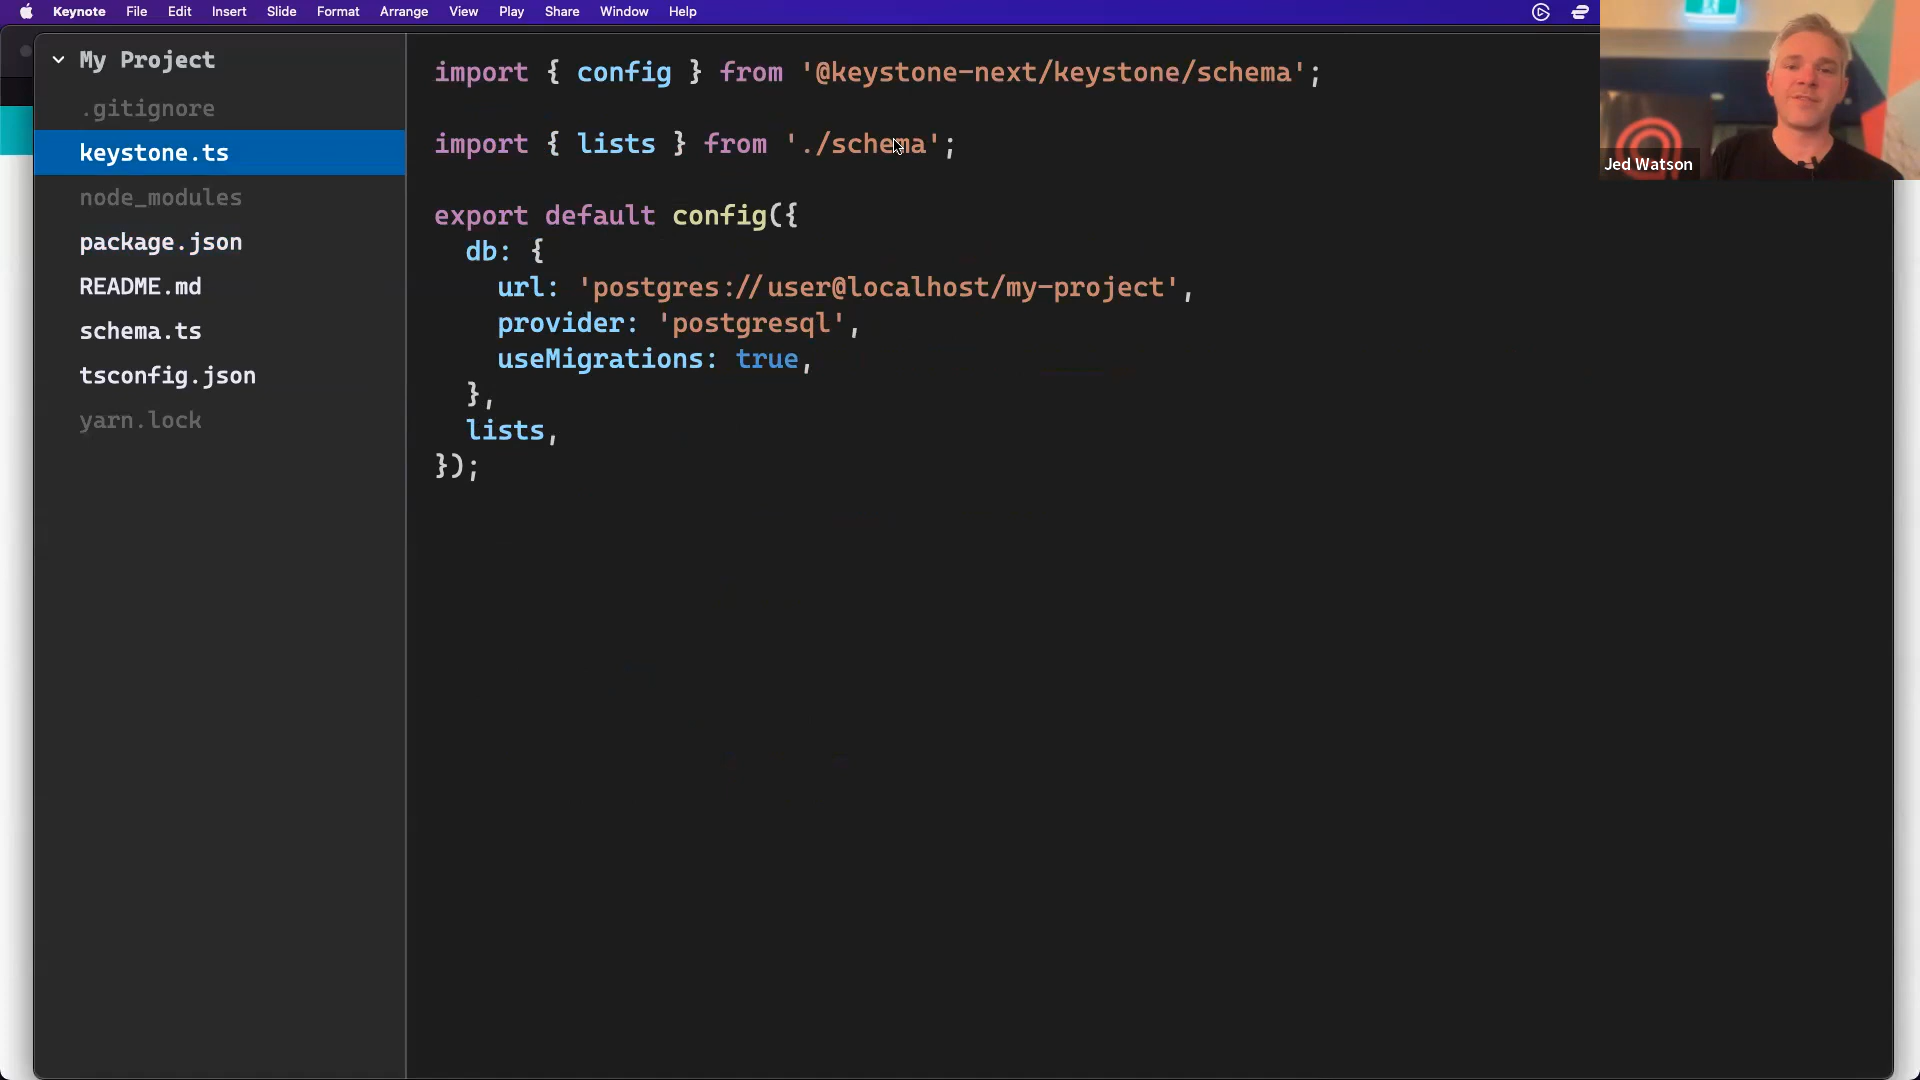 Keynote File Edit Insert Slide Format Arrange View Play Share Window Help
My Project
.gitignore
keystone.ts
node_modules
package.json
README.md
schema.ts
tsconfig.json
yarn.lock
import { config } from '@keystone-next/keystone/schema';
import { lists } from './schema';
export default config({
db: {
url: 'postgres://user@localhost/my-project',
provider: 'postgresql',
useMigrations: true,
},
lists,
});
Jed Watson